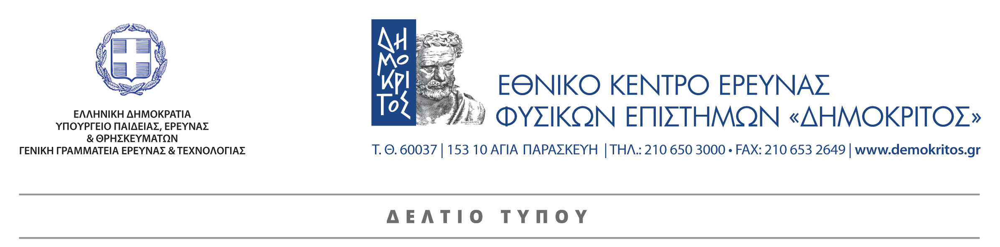 ΕΛΛΗΝΙΚΗ ΔΗΜΟΚΡΑΤΙΑ
ΥΠΟΥΡΓΕΙΟ ΠΑΙΔΕΙΑΣ, ΕΡΕΥΝΑΣ
& ΘΡΗΣΚΕΥΜΑΤΩΝ
ΓΕΝΙΚΗ ΓΡΑΜΜΑΤΕΙΑ ΕΡΕΥΝΑΣ & ΤΕΧΝΟΛΟΓΙΑΣ
ΔΗ
ΜΟ
ΚΡΙ
ΤΟΣ
ΔΗΜΟΚΡΙΤΟΣ
ΕΘΝΙΚΟ ΚΕΝΤΡΟ ΕΡΕΥΝΑΣ
ΦΥΣΙΚΩΝ ΕΠΙΣΤΗΜΩΝ «ΔΗΜΟΚΡΙΤΟΣ»
Τ. Θ. 60037 | 153 10 ΑΓΙΑ ΠΑΡΑΣΚΕΥΗ | ΤΗΛ.: 210 650 3000 • FAX: 210 653 2649 | www.demokritos.gr
ΔΕΛΤΙΟ ΤΥΠΟΥ